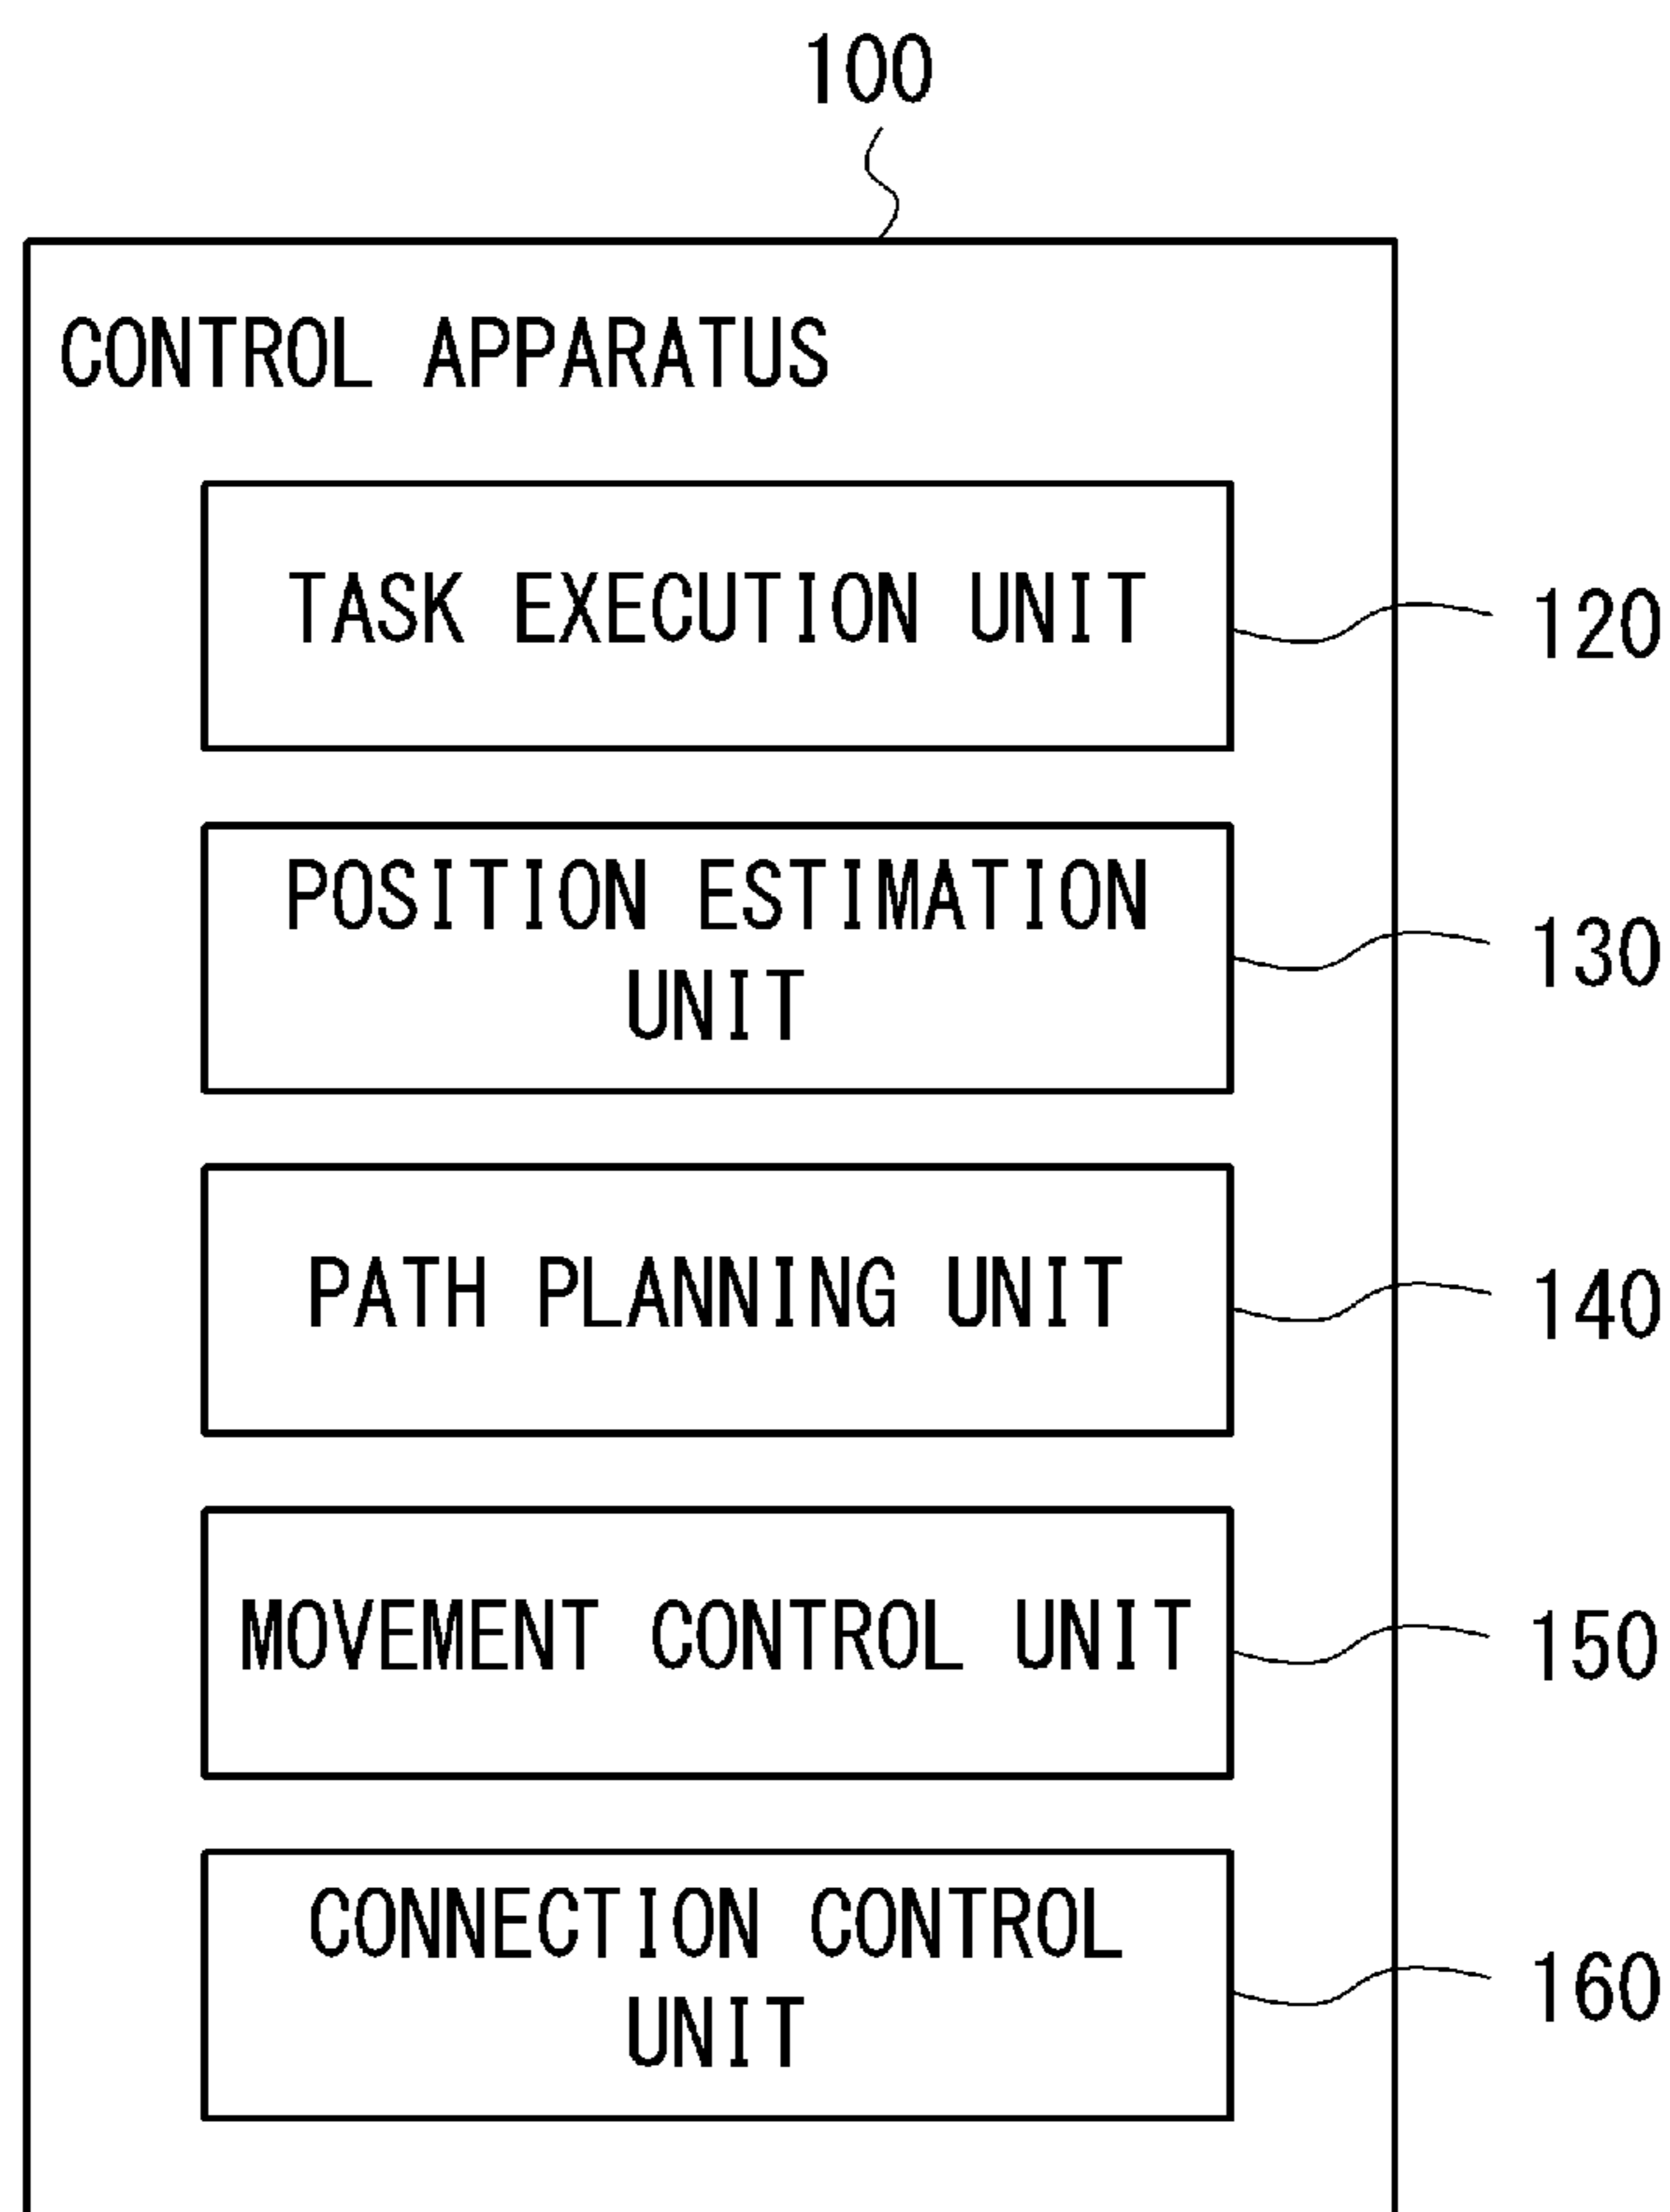 100
CONTROL APPARATUS
TASK EXECUTION UNIT
120
POSITION ESTIMATION
UNIT
130
PATH PLANNING UNIT
140
MOVEMENT CONTROL UNIT
150
CONNECTION CONTROL
UNIT
160